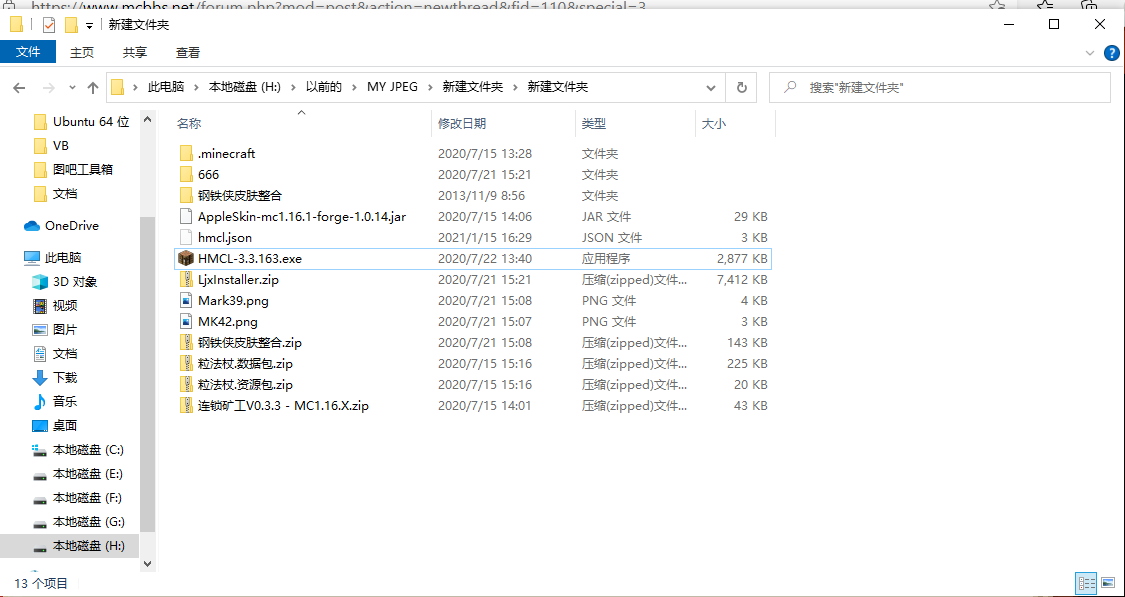 https://www.mcbbs.net/forum.php?mod=post&action=newthread&fid=110&special=3
新建文件夹
文件 主页 共享 查看
此电脑 本地磁盘 (H:) 以前的 MY JPEG 新建文件夹 新建文件夹 搜索"新建文件夹"
名称 修改日期 类型 大小
Ubuntu 64 位
VB
图吧工具箱
文档
OneDrive
此电脑
3D 对象
视频
图片
文档
下载
音乐
桌面
本地磁盘 (C:)
本地磁盘 (E:)
本地磁盘 (F:)
本地磁盘 (G:)
本地磁盘 (H:)
.minecraft 2020/7/15 13:28 文件夹
666 2020/7/21 15:21 文件夹
钢铁侠皮肤整合 2013/11/9 8:56 文件夹
AppleSkin-mc1.16.1-forge-1.0.14.jar 2020/7/15 14:06 JAR 文件 29 KB
hmcl.json 2021/1/15 16:29 JSON 文件 3 KB
HMCL-3.3.163.exe 2020/7/22 13:40 应用程序 2,877 KB
LjxInstaller.zip 2020/7/21 15:21 压缩(zipped)文件... 7,412 KB
Mark39.png 2020/7/21 15:08 PNG 文件 4 KB
MK42.png 2020/7/21 15:07 PNG 文件 3 KB
钢铁侠皮肤整合.zip 2020/7/21 15:08 压缩(zipped)文件... 143 KB
粒法杖.数据包.zip 2020/7/15 15:16 压缩(zipped)文件... 225 KB
粒法杖.资源包.zip 2020/7/15 15:16 压缩(zipped)文件... 20 KB
连锁矿工V0.3.3 - MC1.16.X.zip 2020/7/15 14:01 压缩(zipped)文件... 43 KB
13 个项目